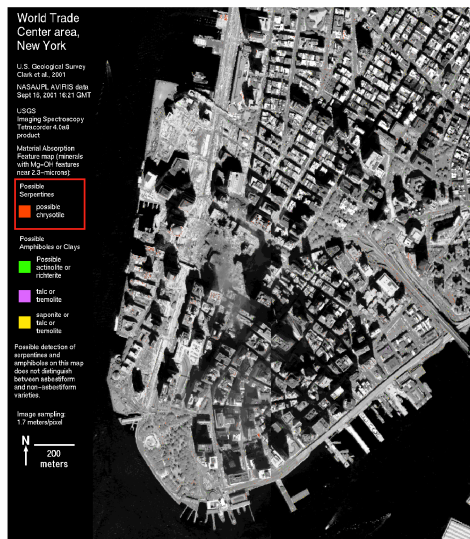 World Trade
Center area,
New York
U.S. Geological Survey
Clark et al., 2001
NASA/JPL AVIRIS data
Sept 16, 2001 16:21 GMT
USGS
Imaging Spectroscopy
Tetracorder 4.0a8
product
Material Absorption
Feature map (minerals
with Mg-OH features
near 2.3-microns):
Possible
Serpentines
possible
chrysotile
Possible
Amphiboles or Clays
Possible
actinolite or
richterite
talc or
tremolite
saponite or
talc or
tremolite
Possible detection of
serpentines and
amphiboles on this map
does not distinguish
between asbestiform
and non-asbestiform
varieties.
Image sampling:
1.7 meters/pixel
N
200
meters